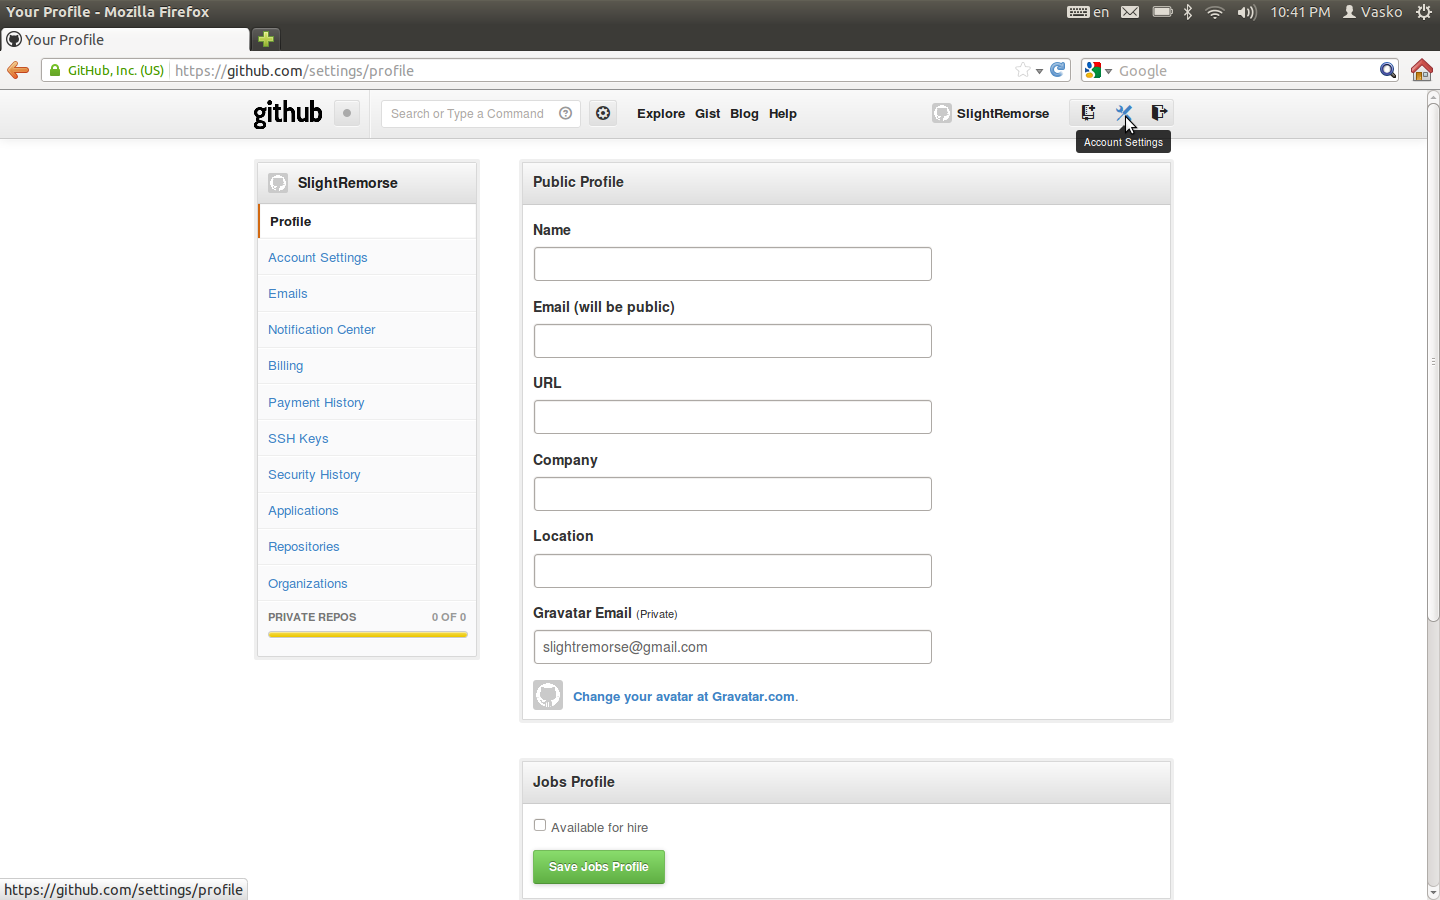 Your Profile - Mozilla Firefox
en
10:41 PM
Vasko
Your Profile
GitHub, Inc. (US)
https://github.com/settings/profile
Google
github
Search or Type a Command
Explore
Gist
Blog
Help
SlightRemorse
Account Settings
SlightRemorse
Profile
Account Settings
Emails
Notification Center
Billing
Payment History
SSH Keys
Security History
Applications
Repositories
Organizations
PRIVATE REPOS
0 OF 0
Public Profile
Name
Email (will be public)
URL
Company
Location
Gravatar Email (Private)
slightremorse@gmail.com
Change your avatar at Gravatar.com.
Jobs Profile
Available for hire
Save Jobs Profile
https://github.com/settings/profile